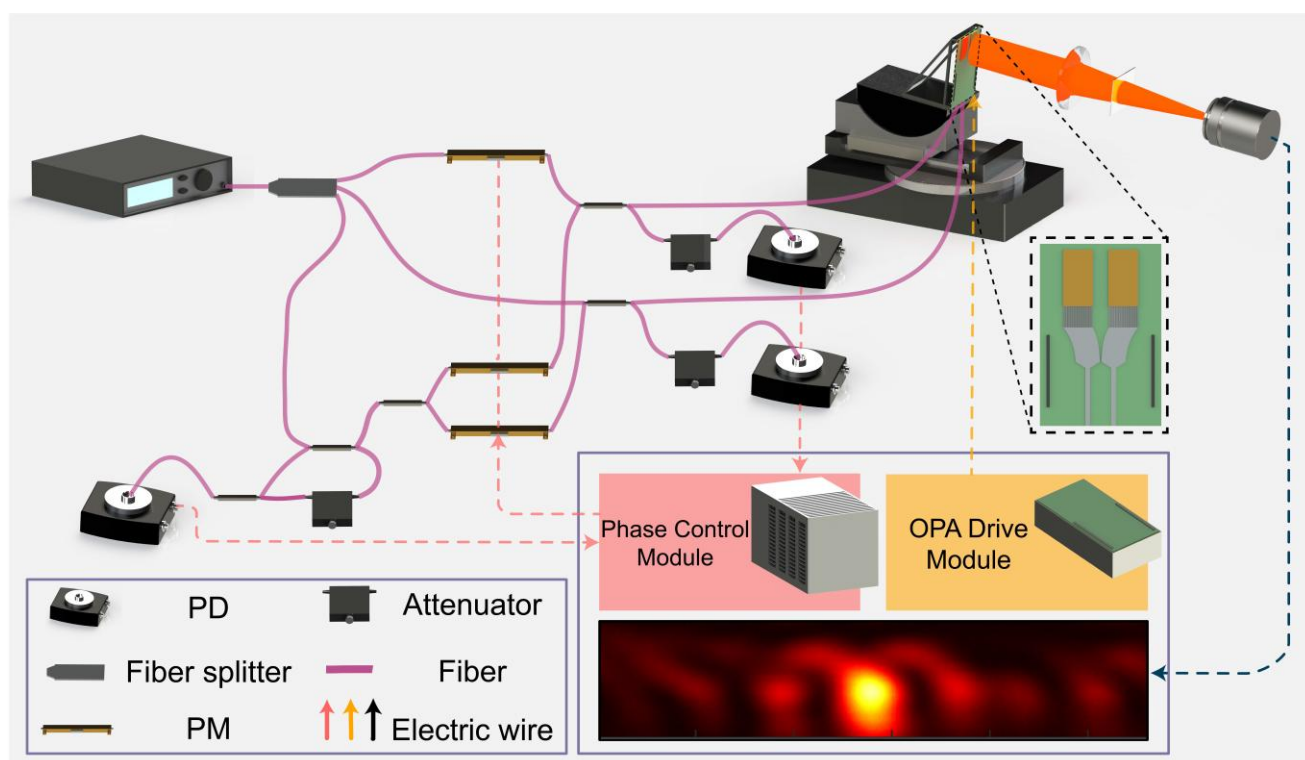 Phase Control
Module
OPA Drive
Module
PD
Attenuator
Fiber splitter
Fiber
PM
Electric wire